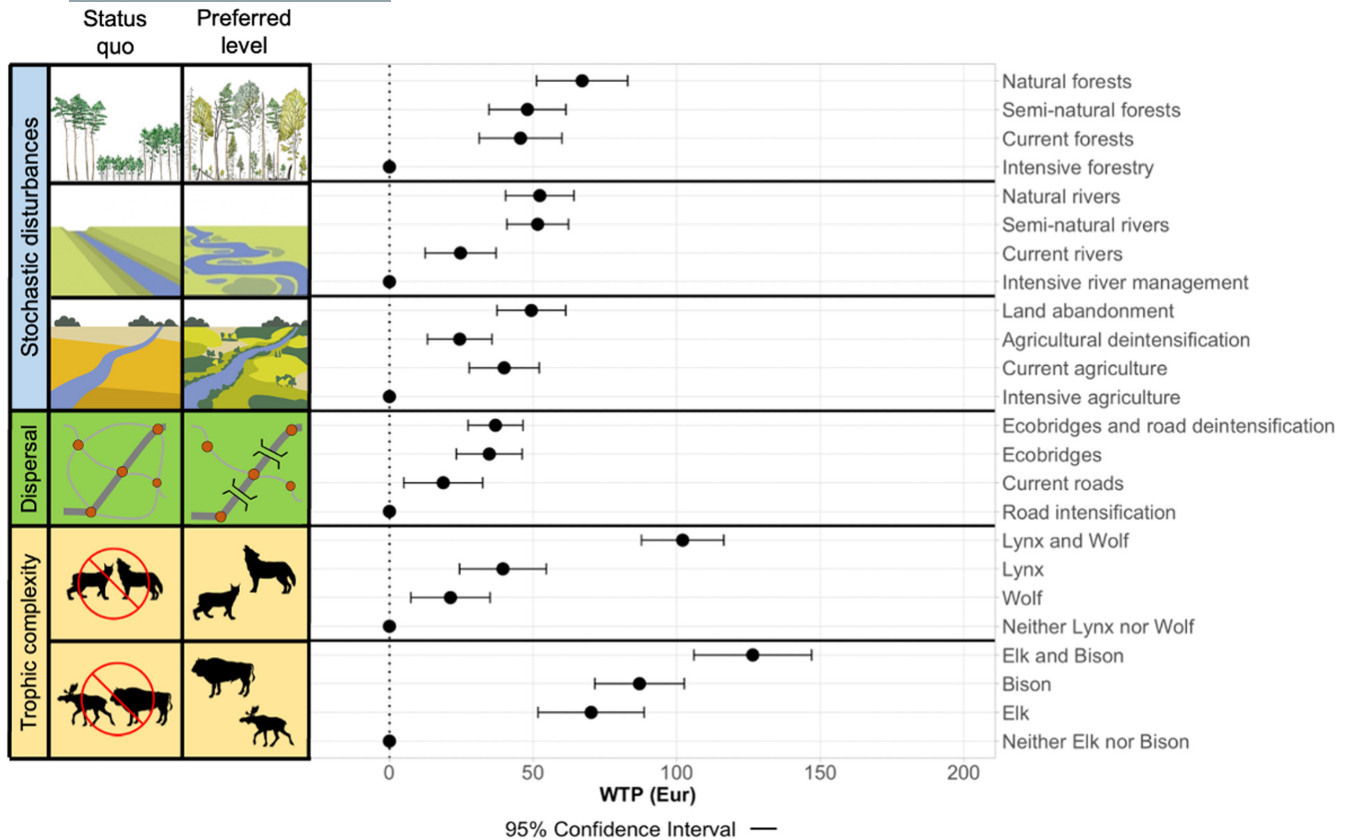 Status
quo
Preferred
level
Stochastic disturbances
Dispersal
Trophic complexity
Natural forests
Semi-natural forests
Current forests
Intensive forestry
Natural rivers
Semi-natural rivers
Current rivers
Intensive river management
Land abandonment
Agricultural deintensification
Current agriculture
Intensive agriculture
Ecobridges and road deintensification
Ecobridges
Current roads
Road intensification
Lynx and Wolf
Lynx
Wolf
Neither Lynx nor Wolf
Elk and Bison
Bison
Elk
Neither Elk nor Bison
0 50 100 150 200
WTP (Eur)
95% Confidence Interval